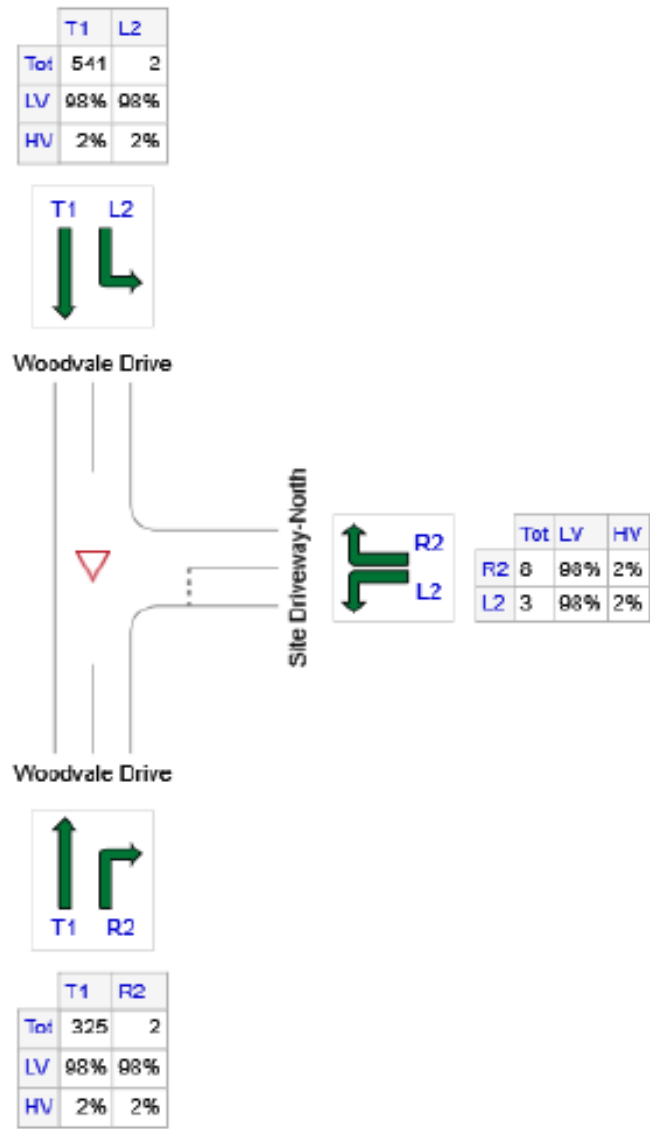 T1 L2
Tot 541 2
LV 98% 98%
HV 2% 2%
T1 L2
Woodvale Drive
Site Driveway-North
R2
L2
Tot LV HV
R2 8 98% 2%
L2 3 98% 2%
Woodvale Drive
T1 R2
T1 R2
Tot 325 2
LV 98% 98%
HV 2% 2%